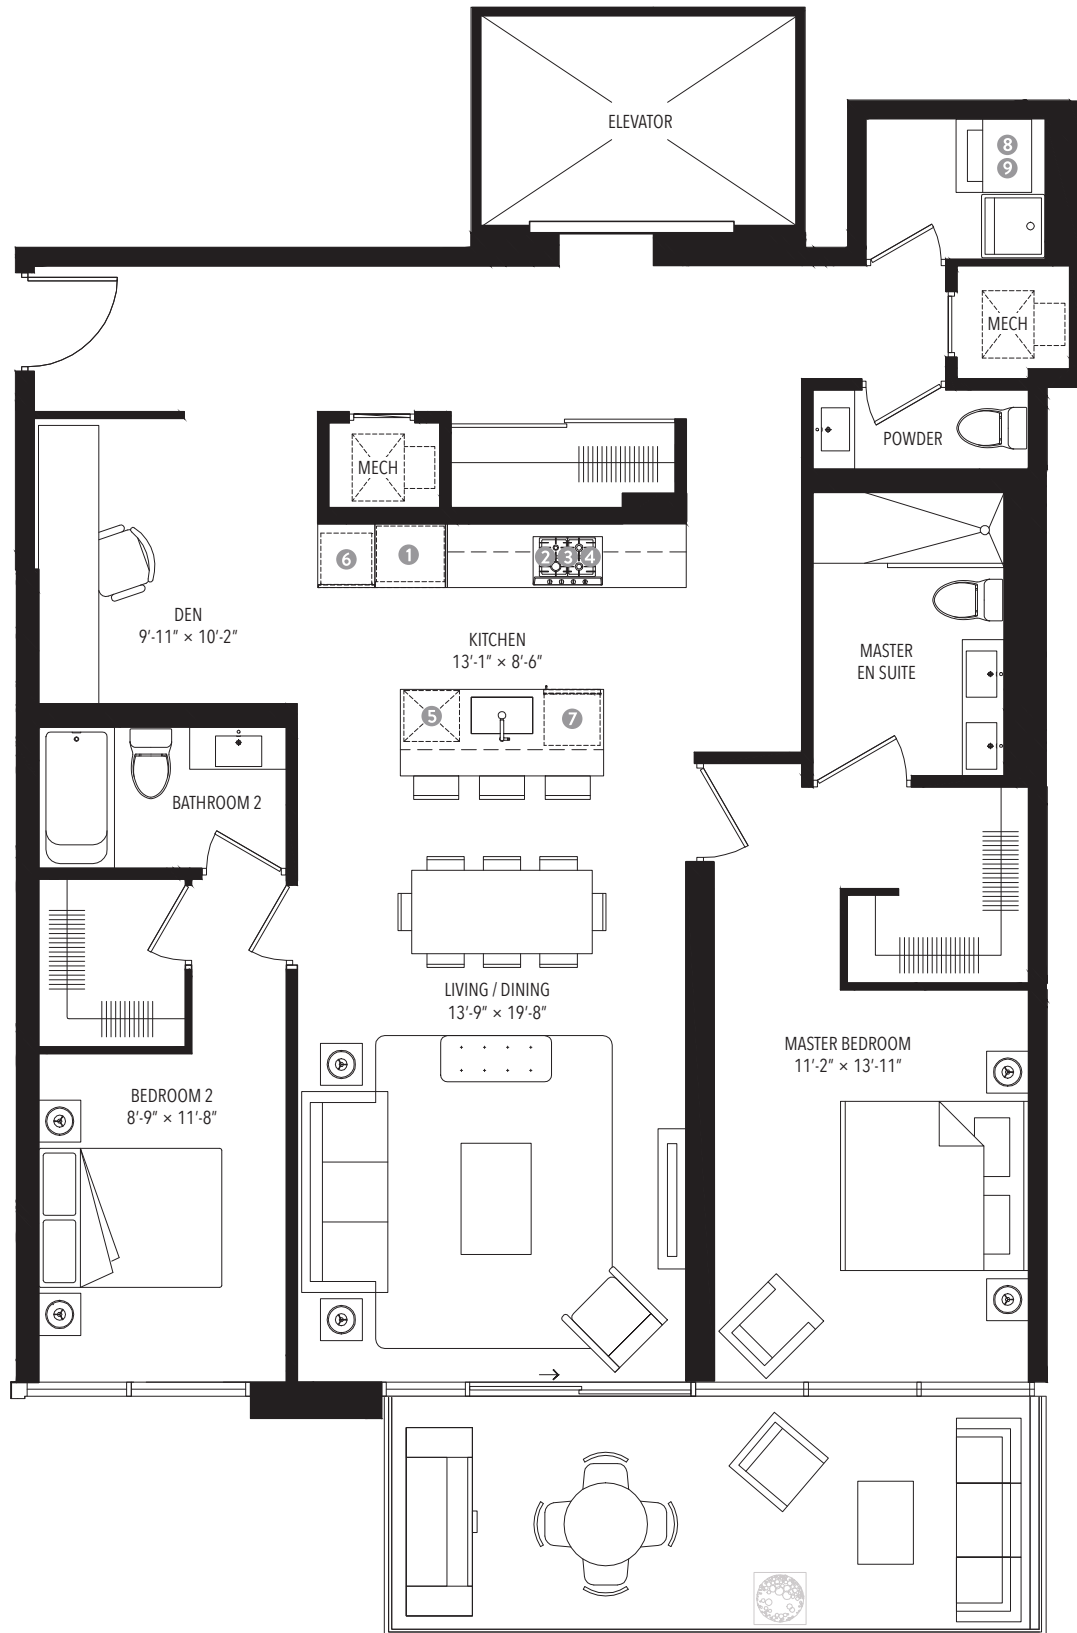 ELEVATOR
8
9
MECH
POWDER
MECH
6
1
2 3 4
DEN
9'-11" × 10'-2"
KITCHEN
13'-1" × 8'-6"
MASTER
EN SUITE
5
7
BATHROOM 2
LIVING / DINING
13'-9" × 19'-8"
MASTER BEDROOM
11'-2" × 13'-11"
BEDROOM 2
8'-9" × 11'-8"